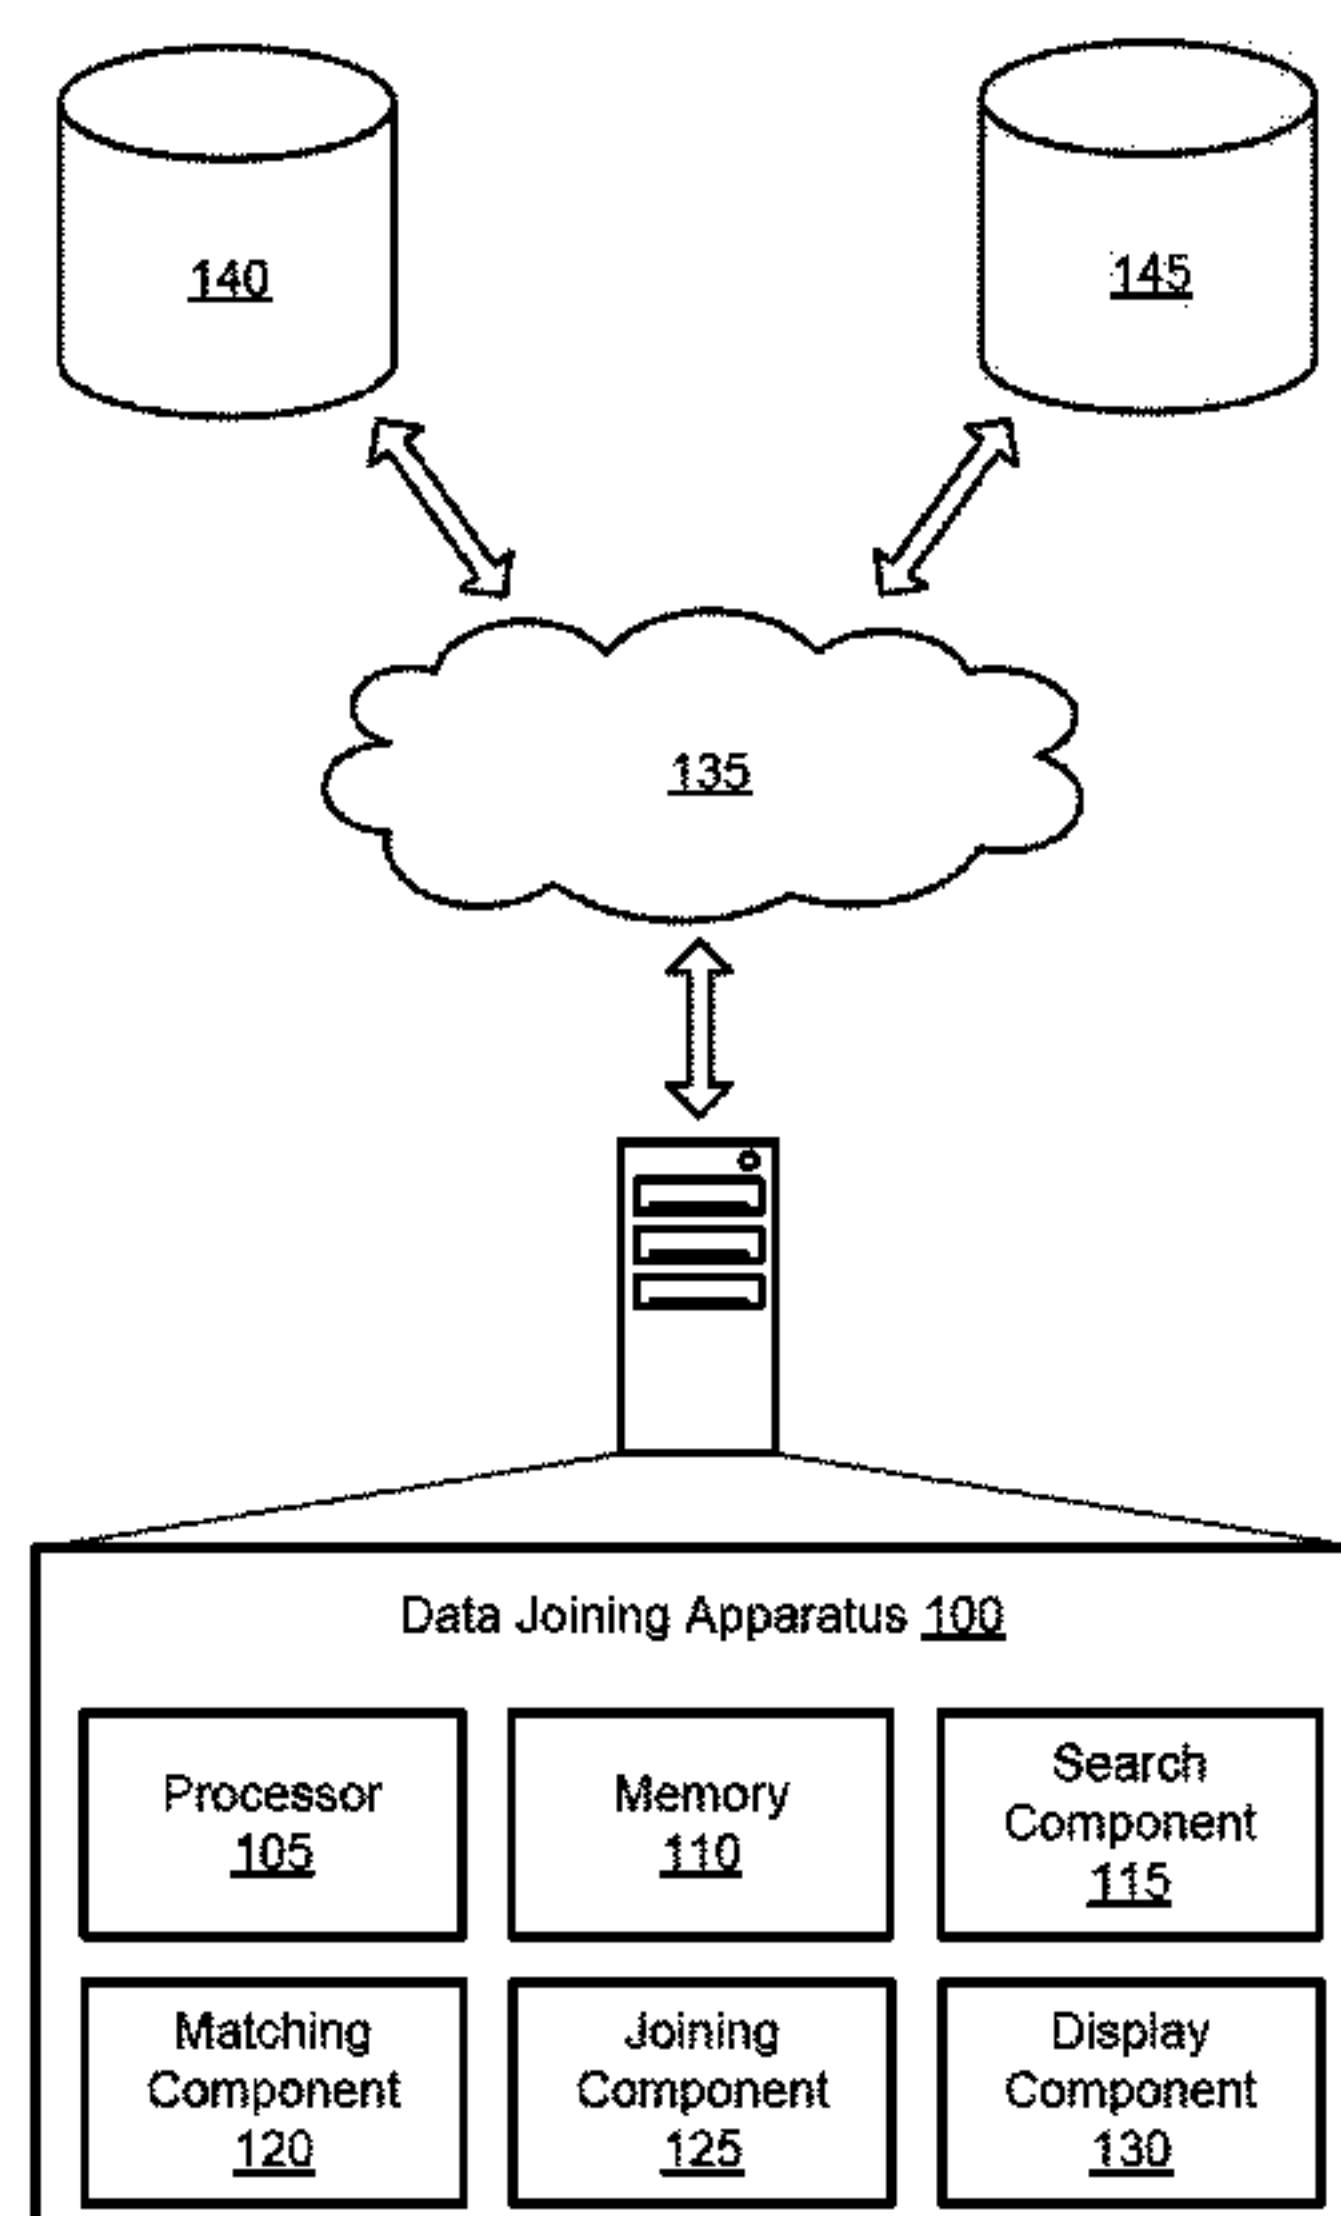 140
145
135
Data Joining Apparatus 100
Processor
105
Memory
110
Search
Component
115
Matching
Component
120
Joining
Component
125
Display
Component
130